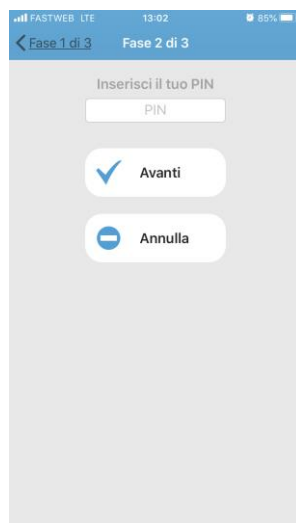 FASTWEB LTE 13:02 85%
Fase 1 di 3 Fase 2 di 3
Inserisci il tuo PIN
PIN
Avanti
Annulla